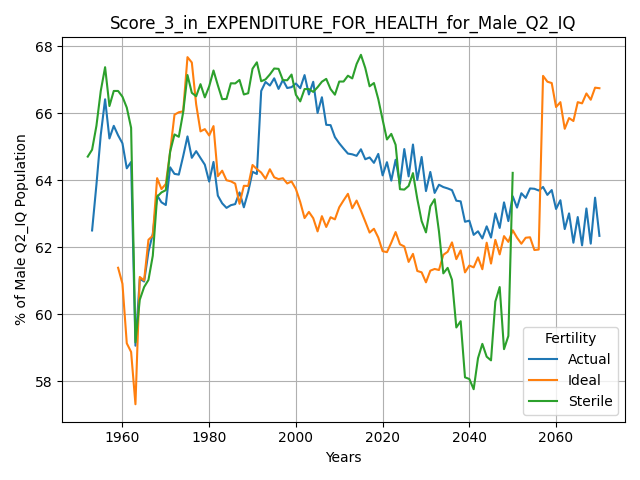 Score_3_in_EXPENDITURE_FOR_HEALTH_for_Male_Q2_IQ
% of Male Q2_IQ Population
68
66
64
62
60
58
1960 1980 2000 2020 2040 2060
Years
Fertility
Actual
Ideal
Sterile